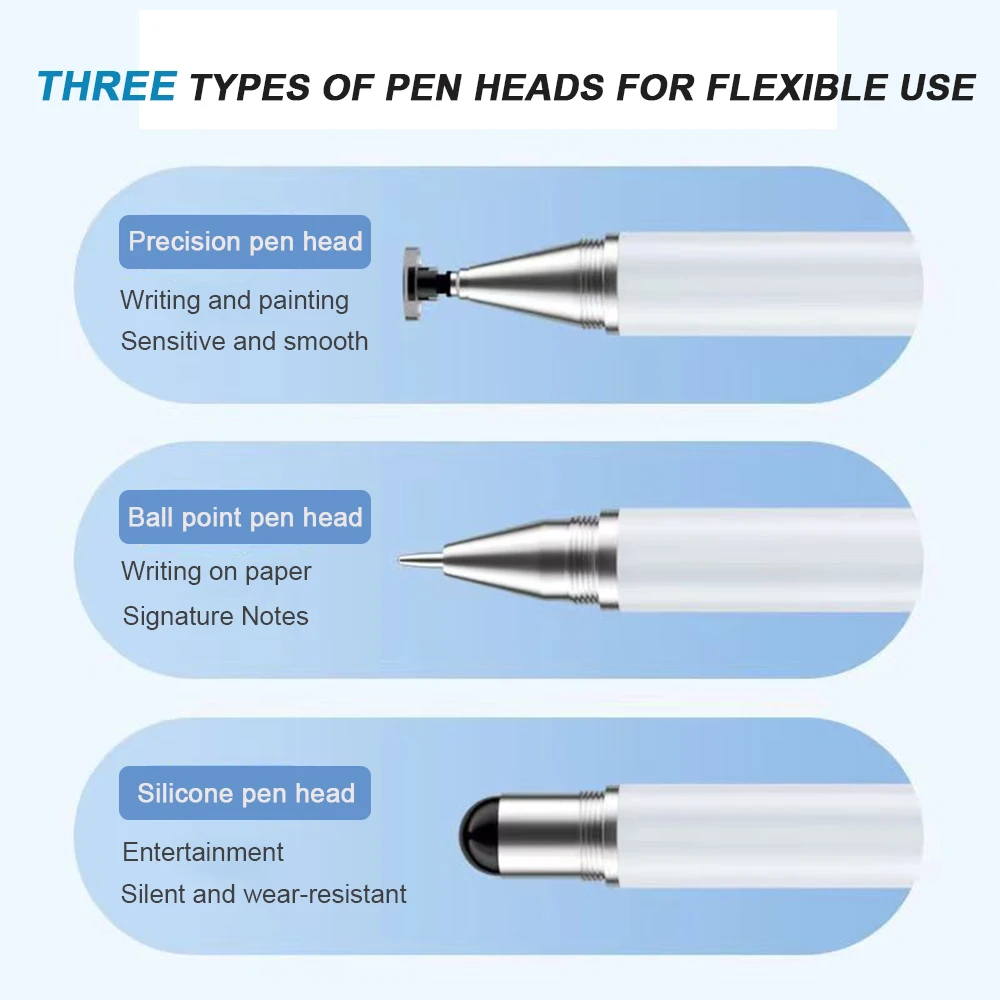 THREE TYPES OF PEN HEADS FOR FLEXIBLE USE
Precision pen head
Writing and painting
Sensitive and smooth
Ball point pen head
Writing on paper
Signature Notes
Silicone pen head
Entertainment
Silent and wear-resistant